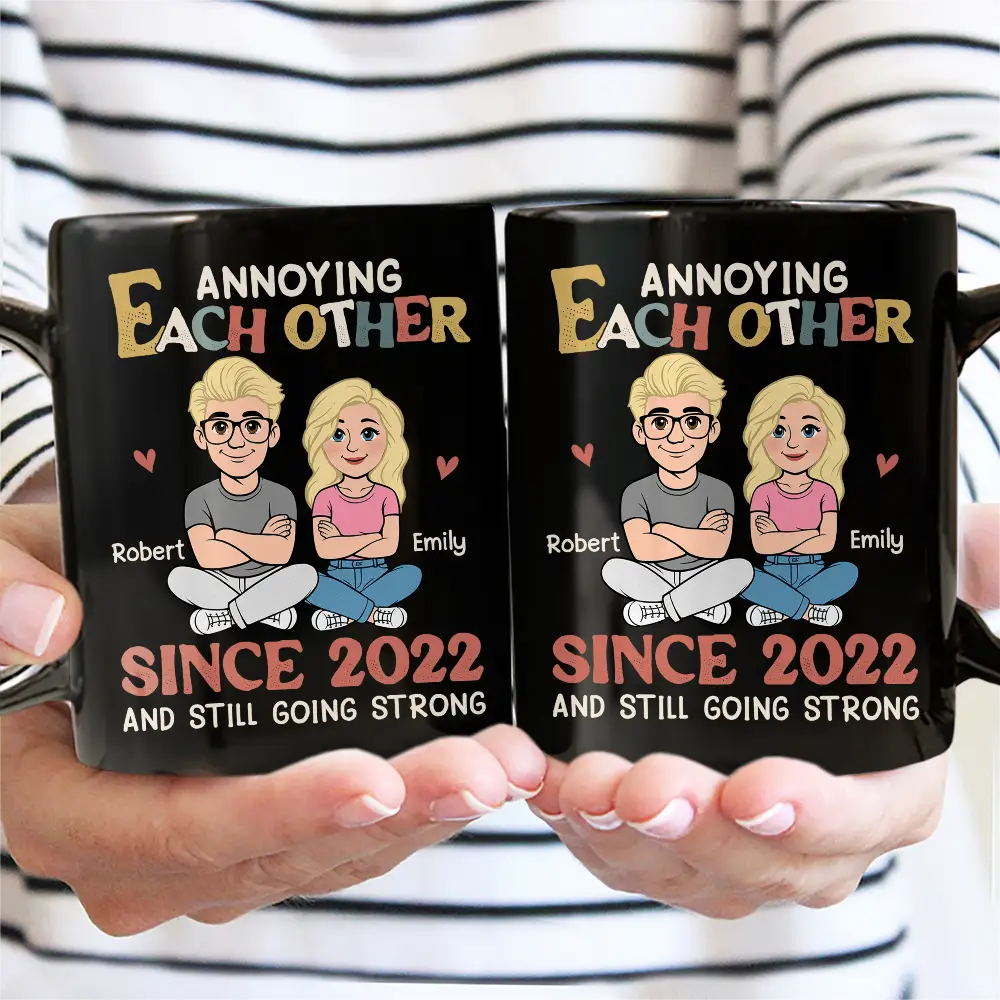 ANNOYING
EACH OTHER
Robert
Emily
SINCE 2022
AND STILL GOING STRONG
ANNOYING
EACH OTHER
Robert
Emily
SINCE 2022
AND STILL GOING STRONG